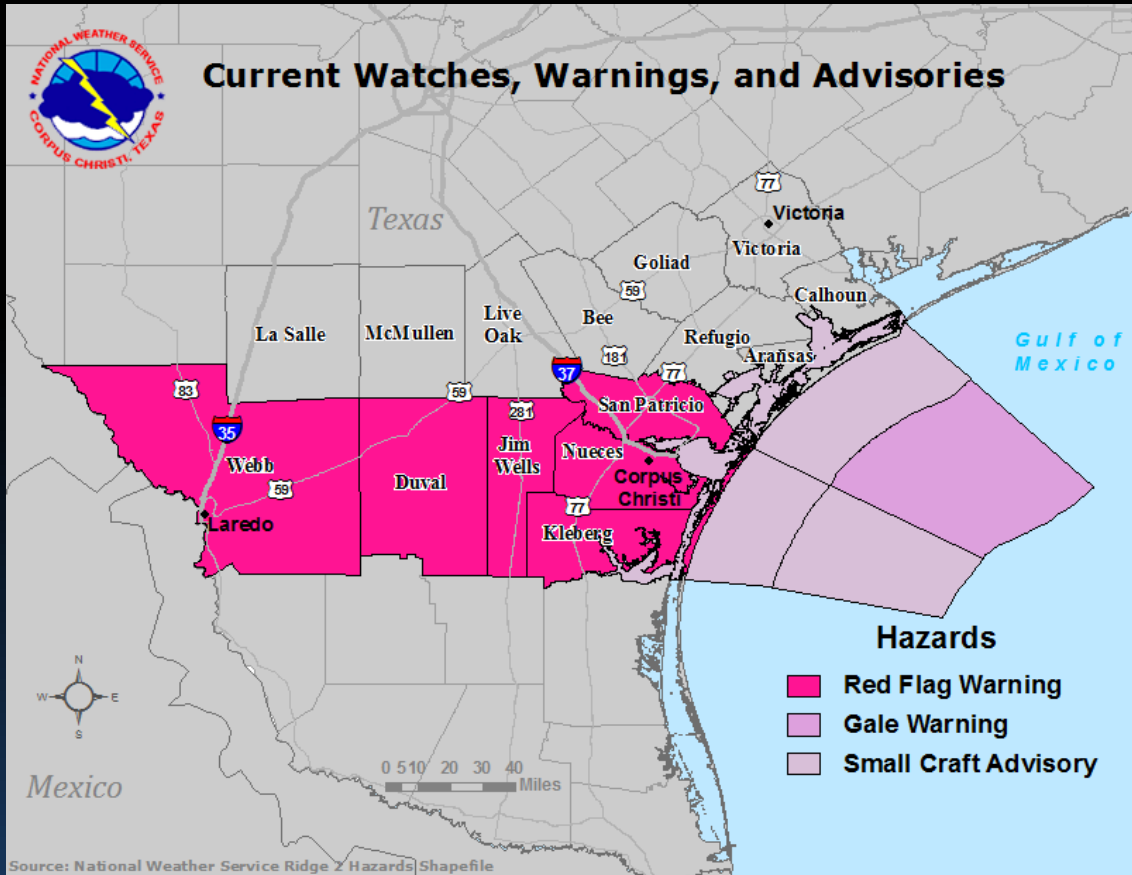 NATIONAL WEATHER SERVICE
CORPUS CHRISTI, TEXAS
Current Watches, Warnings, and Advisories
77
Victoria
Texas
Victoria
Goliad
59
Calhoun
Live
Oak
Bee
La Salle
McMullen
Refugio
Gulf of
Mexico
181
Aransas
37
77
83
59
281
San Patricio
35
Jim
Wells
Nueces
Webb
59
Duval
Corpus
Christi
77
Laredo
Kleberg
Hazards
Red Flag Warning
Gale Warning
Small Craft Advisory
N
W
E
S
0 5 10 20 30 40
Miles
Mexico
Source: National Weather Service Ridge 2 Hazards Shapefile